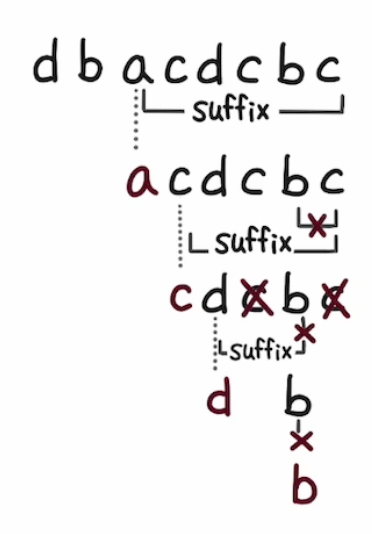 d b a c d c b c
suffix
a c d c b c
x
suffix
c d c b c
x
suffix
d b
x
b